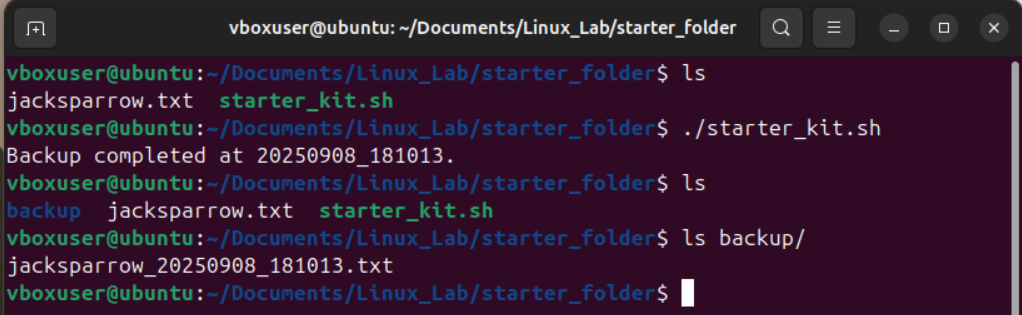 vboxuser@ubuntu: ~/Documents/Linux_Lab/starter_folder
vboxuser@ubuntu:~/Documents/Linux_Lab/starter_folder$ ls
jacksparrow.txt  starter_kit.sh
vboxuser@ubuntu:~/Documents/Linux_Lab/starter_folder$ ./starter_kit.sh
Backup completed at 20250908_181013.
vboxuser@ubuntu:~/Documents/Linux_Lab/starter_folder$ ls
backup  jacksparrow.txt  starter_kit.sh
vboxuser@ubuntu:~/Documents/Linux_Lab/starter_folder$ ls backup/
jacksparrow_20250908_181013.txt
vboxuser@ubuntu:~/Documents/Linux_Lab/starter_folder$